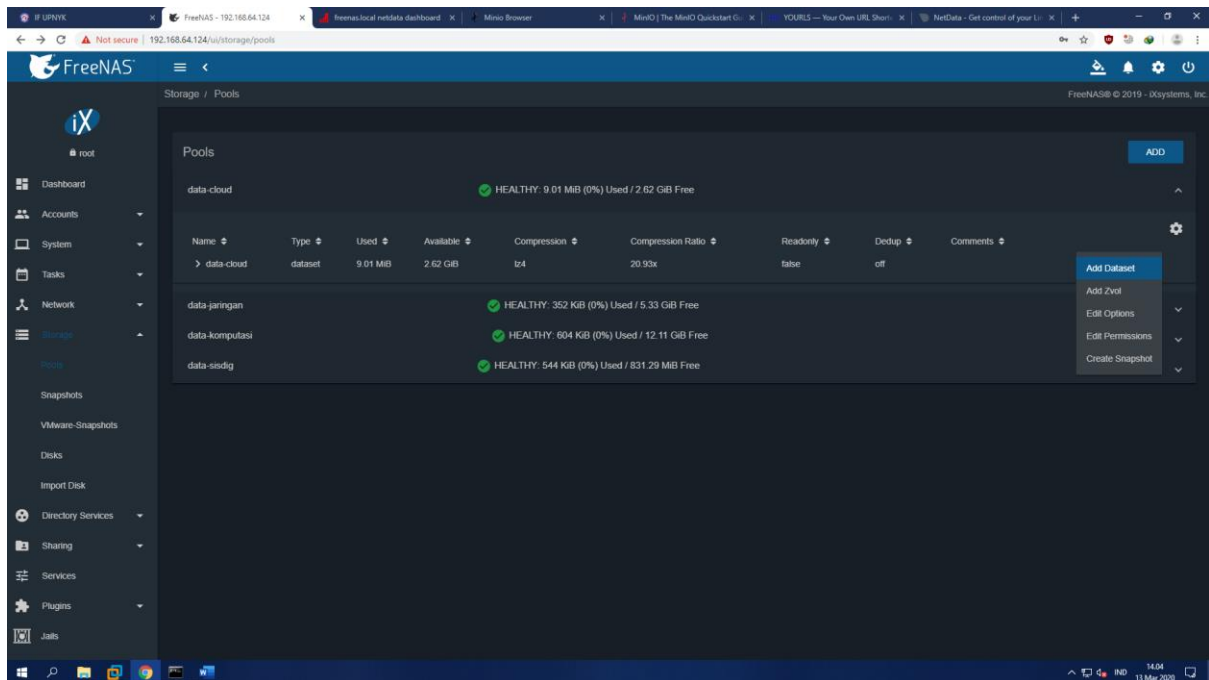 IF UPNYK
FreeNAS - 192.168.64.124
freenas.local netdata dashboard
Minio Browser
MinIO | The MinIO Quickstart Gu
YOURLS — Your Own URL Shorte
NetData - Get control of your Lin
Not secure | 192.168.64.124/ui/storage/pools
FreeNAS
Storage / Pools
FreeNAS® © 2019 - iXsystems, Inc.
iX
root
Dashboard
Accounts
System
Tasks
Network
Storage
Pools
Snapshots
VMware-Snapshots
Disks
Import Disk
Directory Services
Sharing
Services
Plugins
Jails
Pools
ADD
data-cloud HEALTHY: 9.01 MiB (0%) Used / 2.62 GiB Free
Name Type Used Available Compression Compression Ratio Readonly Dedup Comments
data-cloud dataset 9.01 MiB 2.62 GiB lz4 20.93x false off
Add Dataset
Add Zvol
Edit Options
Edit Permissions
Create Snapshot
data-jaringan HEALTHY: 352 KiB (0%) Used / 5.33 GiB Free
data-komputasi HEALTHY: 604 KiB (0%) Used / 12.11 GiB Free
data-sisdig HEALTHY: 544 KiB (0%) Used / 831.29 MiB Free
IND
14.04
13 Mar 2020